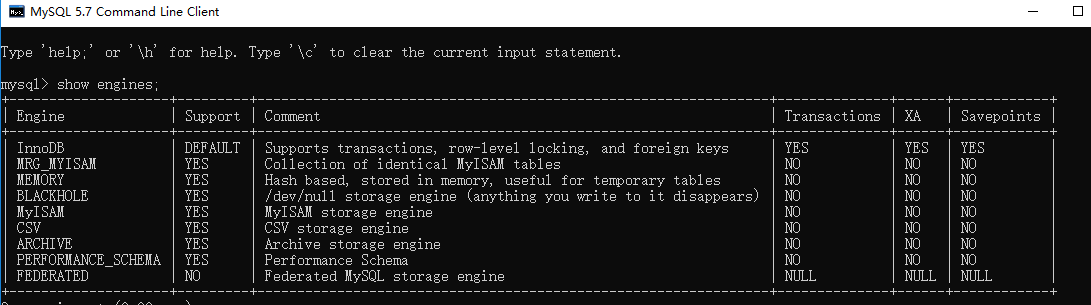 MySQL 5.7 Command Line Client
Type 'help;' or '\h' for help. Type '\c' to clear the current input statement.
mysql> show engines;
+--------------------+---------+----------------------------------------------------------------+--------------+------+------------+
| Engine | Support | Comment | Transactions | XA | Savepoints |
+--------------------+---------+----------------------------------------------------------------+--------------+------+------------+
| InnoDB | DEFAULT | Supports transactions, row-level locking, and foreign keys | YES | YES | YES |
| MRG_MYISAM | YES | Collection of identical MyISAM tables | NO | NO | NO |
| MEMORY | YES | Hash based, stored in memory, useful for temporary tables | NO | NO | NO |
| BLACKHOLE | YES | /dev/null storage engine (anything you write to it disappears) | NO | NO | NO |
| MyISAM | YES | MyISAM storage engine | NO | NO | NO |
| CSV | YES | CSV storage engine | NO | NO | NO |
| ARCHIVE | YES | Archive storage engine | NO | NO | NO |
| PERFORMANCE_SCHEMA | YES | Performance Schema | NO | NO | NO |
| FEDERATED | NO | Federated MySQL storage engine | NULL | NULL | NULL |
+--------------------+---------+----------------------------------------------------------------+--------------+------+------------+